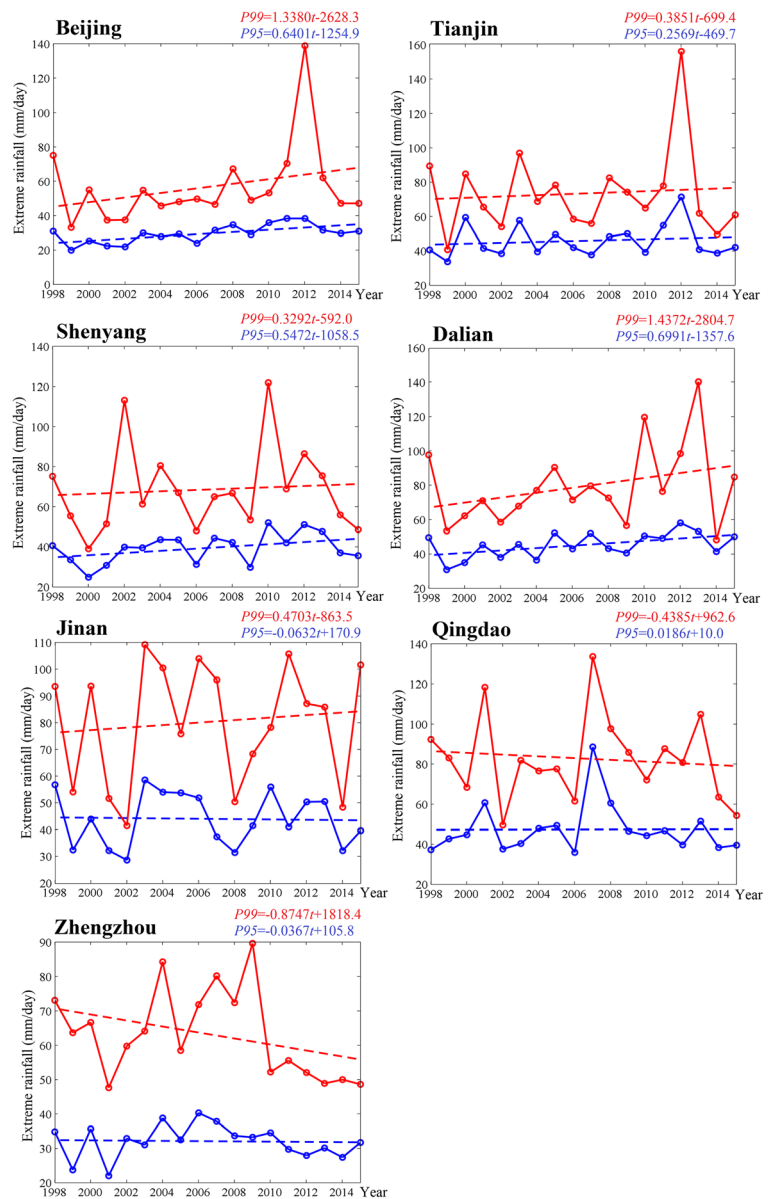 Beijing
P99=1.3380t-2628.3
P95=0.6401t-1254.9
Extreme rainfall (mm/day)
140
120
100
80
60
40
20
0
1998 2000 2002 2004 2006 2008 2010 2012 2014 Year
Tianjin
P99=0.3851t-699.4
P95=0.2569t-469.7
Extreme rainfall (mm/day)
160
140
120
100
80
60
40
20
1998 2000 2002 2004 2006 2008 2010 2012 2014 Year
Shenyang
P99=0.3292t-592.0
P95=0.5472t-1058.5
Extreme rainfall (mm/day)
140
120
100
80
60
40
20
1998 2000 2002 2004 2006 2008 2010 2012 2014 Year
Dalian
P99=1.4372t-2804.7
P95=0.6991t-1357.6
Extreme rainfall (mm/day)
160
140
120
100
80
60
40
20
1998 2000 2002 2004 2006 2008 2010 2012 2014 Year
Jinan
P99=0.4703t-863.5
P95=-0.0632t+170.9
Extreme rainfall (mm/day)
110
100
90
80
70
60
50
40
30
20
1998 2000 2002 2004 2006 2008 2010 2012 2014 Year
Qingdao
P99=-0.4385t+962.6
P95=0.0186t+10.0
Extreme rainfall (mm/day)
140
120
100
80
60
40
20
1998 2000 2002 2004 2006 2008 2010 2012 2014 Year
Zhengzhou
P99=-0.8747t+1818.4
P95=-0.0367t+105.8
Extreme rainfall (mm/day)
90
80
70
60
50
40
30
20
1998 2000 2002 2004 2006 2008 2010 2012 2014 Year